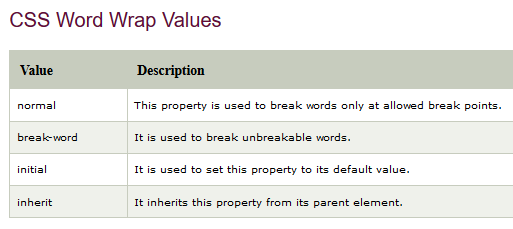 CSS Word Wrap Values
Value Description
normal This property is used to break words only at allowed break points.
break-word It is used to break unbreakable words.
initial It is used to set this property to its default value.
inherit It inherits this property from its parent element.